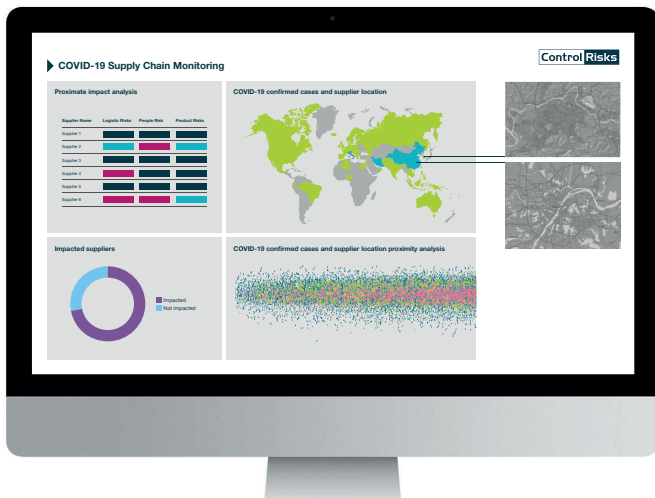 COVID-19 Supply Chain Monitoring
Control Risks
Proximate impact analysis
Supplier Name Logistic Risks People Risk Product Risks
Supplier 1
Supplier 2
Supplier 3
Supplier 4
Supplier 5
Supplier 6
COVID-19 confirmed cases and supplier location
Impacted suppliers
Impacted
Not impacted
COVID-19 confirmed cases and supplier location proximity analysis